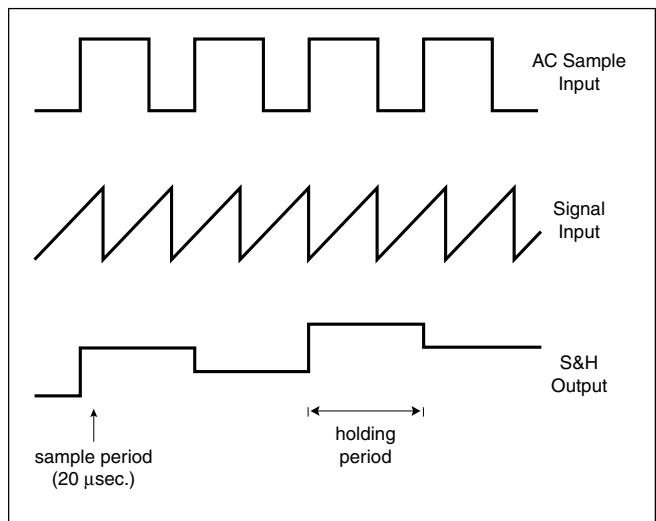 AC Sample
Input
Signal
Input
S&H
Output
sample period
(20 μsec.)
holding
period